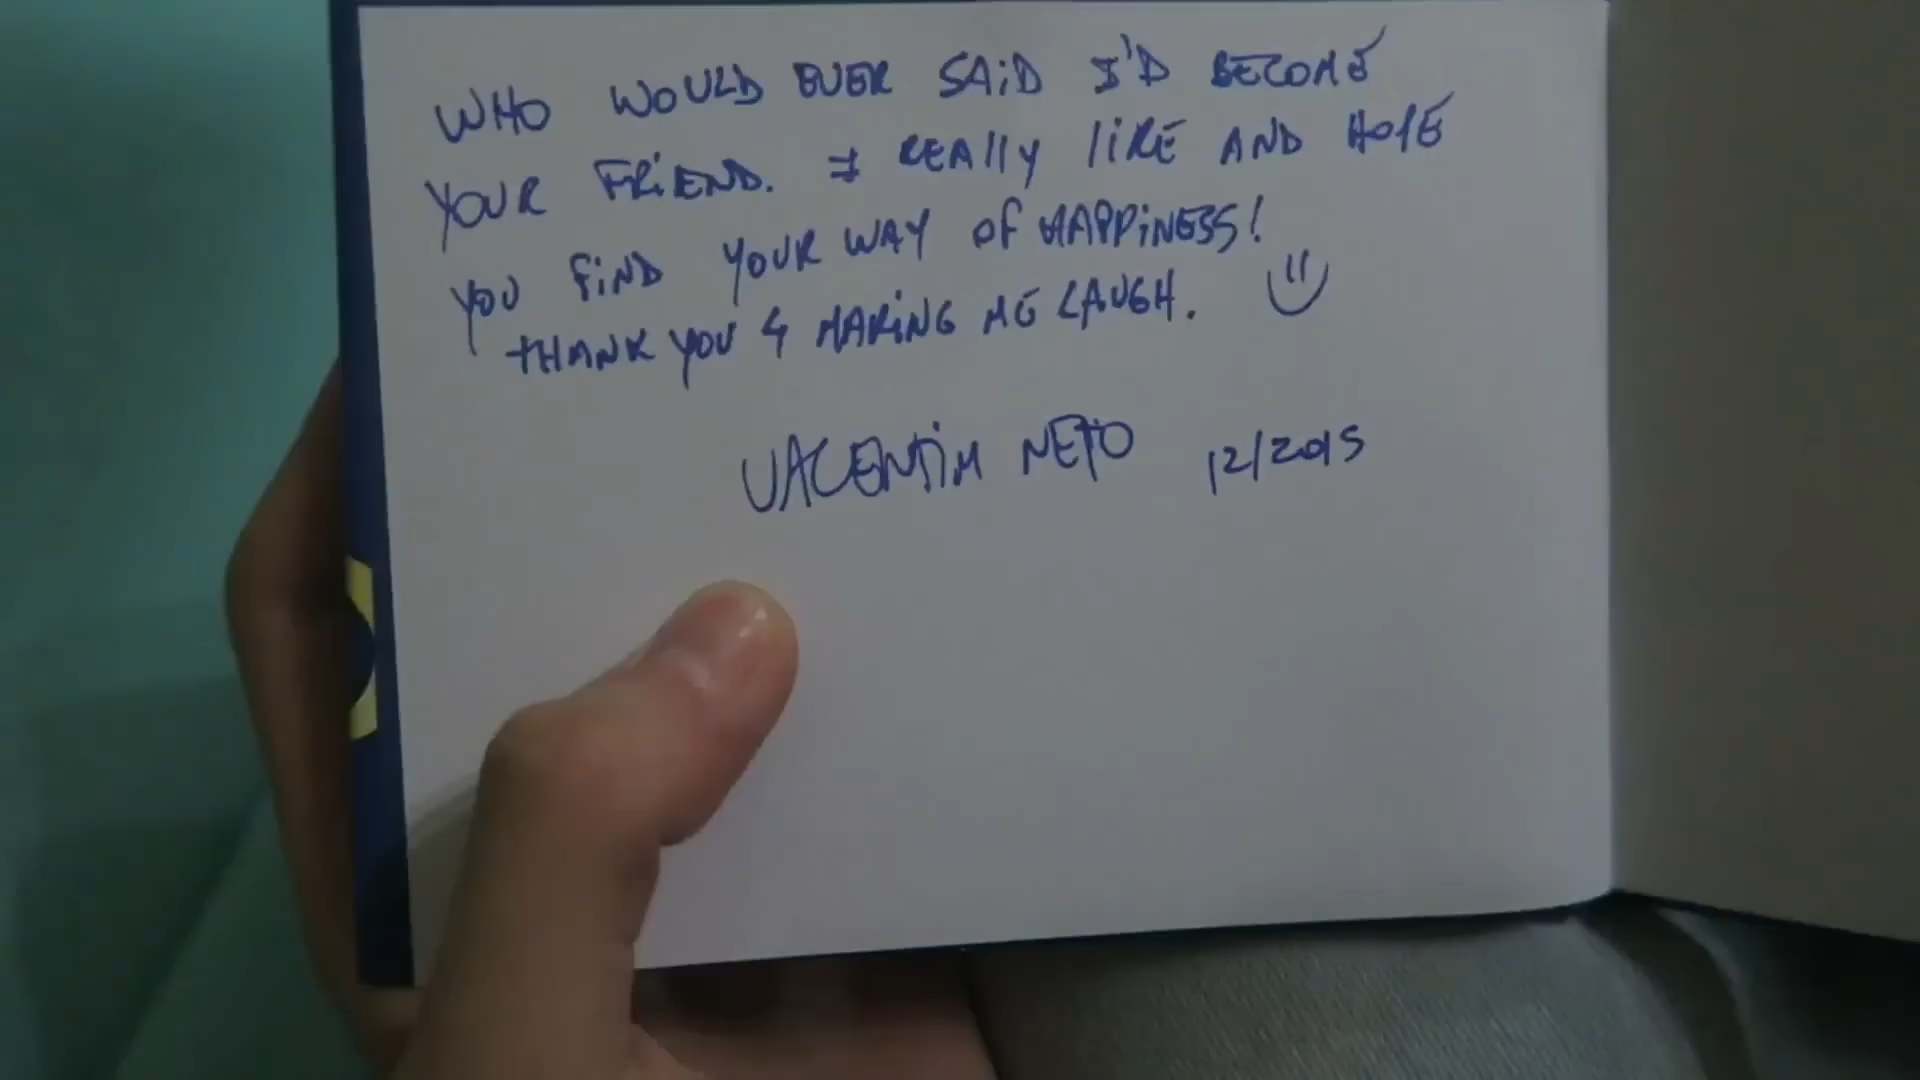 WHO WOULD EVER SAiD I'D BECOME
YOUR FRiEND. I REAllY liKE AND HOPE
YOU FiND YOUR WAY OF HAPPiNESS!
THANK YOU 4 MAKiNG ME LAUGH.
VALENTiM NETO 12/2015